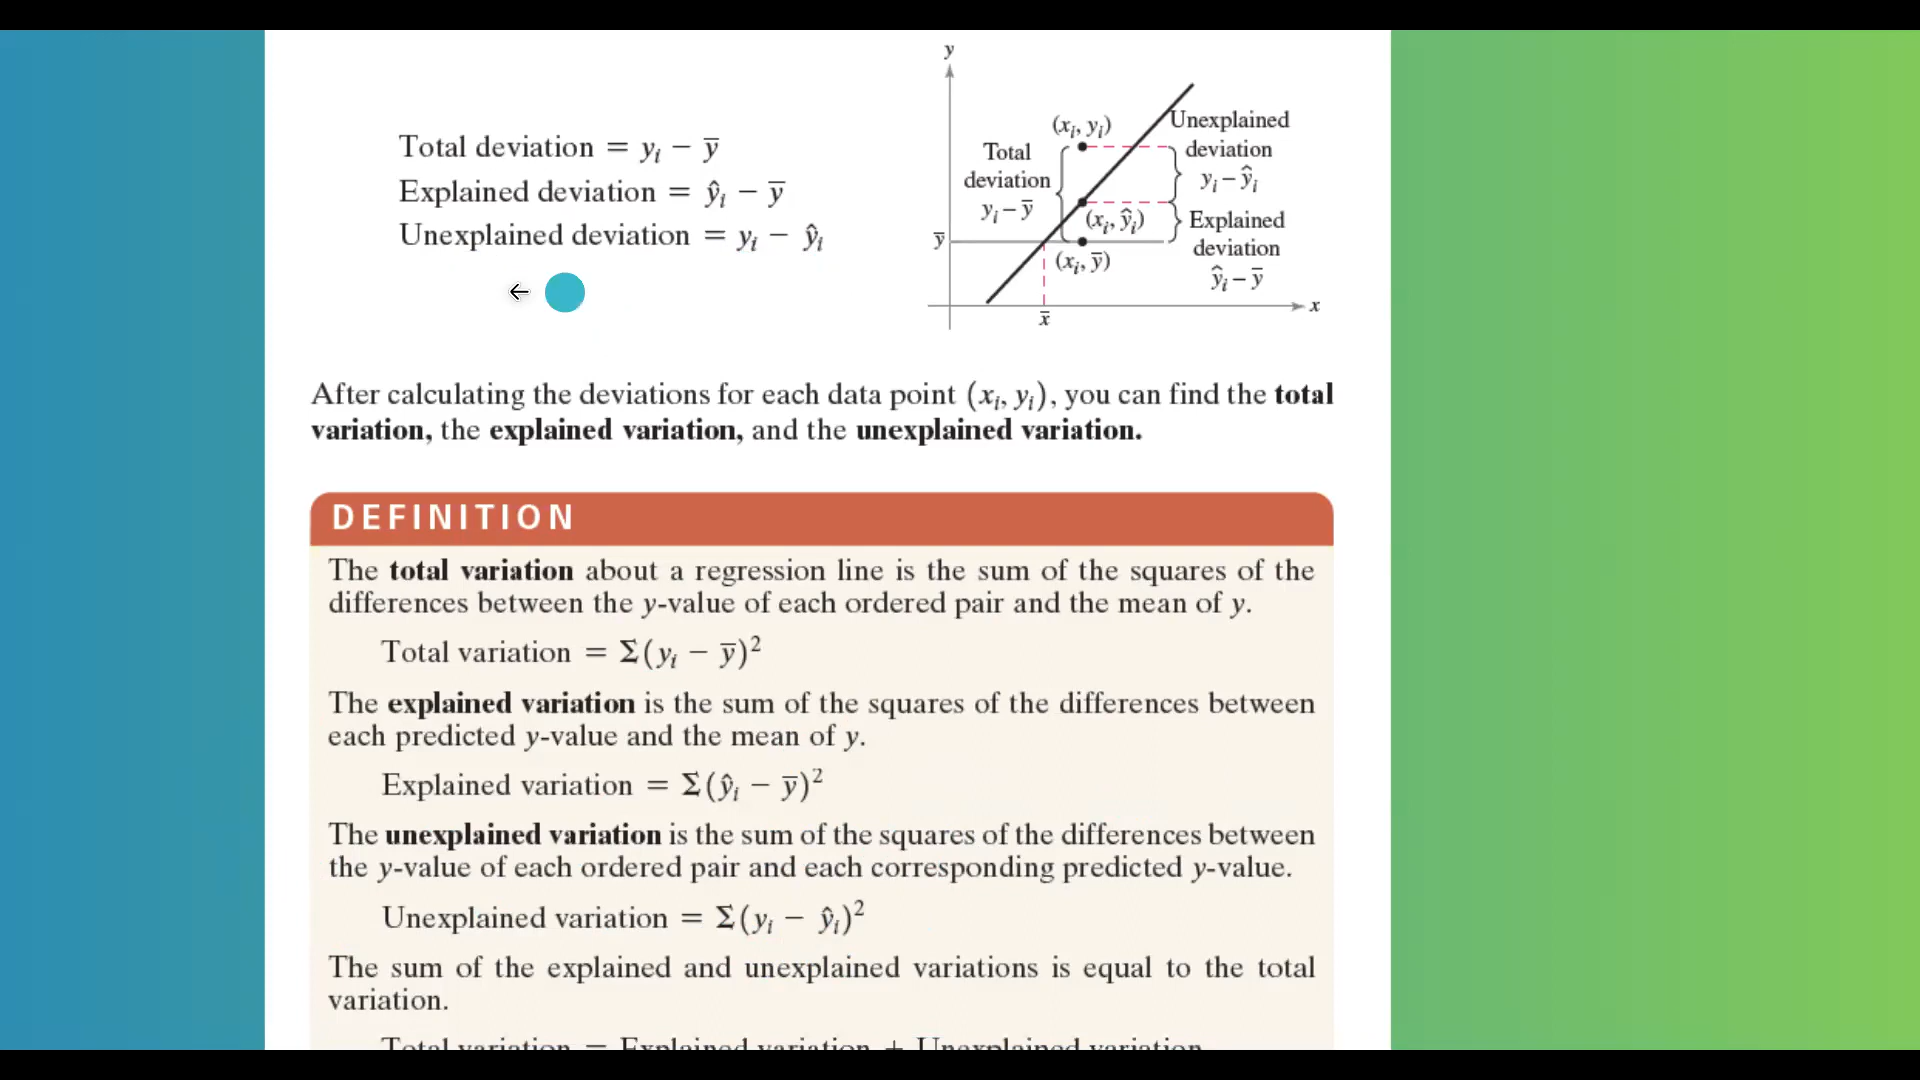 Total deviation = yᵢ − ȳ
Explained deviation = ŷᵢ − ȳ
Unexplained deviation = yᵢ − ŷᵢ
y
(xᵢ, yᵢ)
Total
deviation
yᵢ − ȳ
Unexplained
deviation
yᵢ − ŷᵢ
(xᵢ, ŷᵢ)
Explained
deviation
ŷᵢ − ȳ
ȳ
(xᵢ, ȳ)
x̄
x
After calculating the deviations for each data point (xᵢ, yᵢ), you can find the total
variation, the explained variation, and the unexplained variation.
DEFINITION
The total variation about a regression line is the sum of the squares of the
differences between the y-value of each ordered pair and the mean of y.
Total variation = Σ(yᵢ − ȳ)²
The explained variation is the sum of the squares of the differences between
each predicted y-value and the mean of y.
Explained variation = Σ(ŷᵢ − ȳ)²
The unexplained variation is the sum of the squares of the differences between
the y-value of each ordered pair and each corresponding predicted y-value.
Unexplained variation = Σ(yᵢ − ŷᵢ)²
The sum of the explained and unexplained variations is equal to the total
variation.
Total variation = Explained variation + Unexplained variation